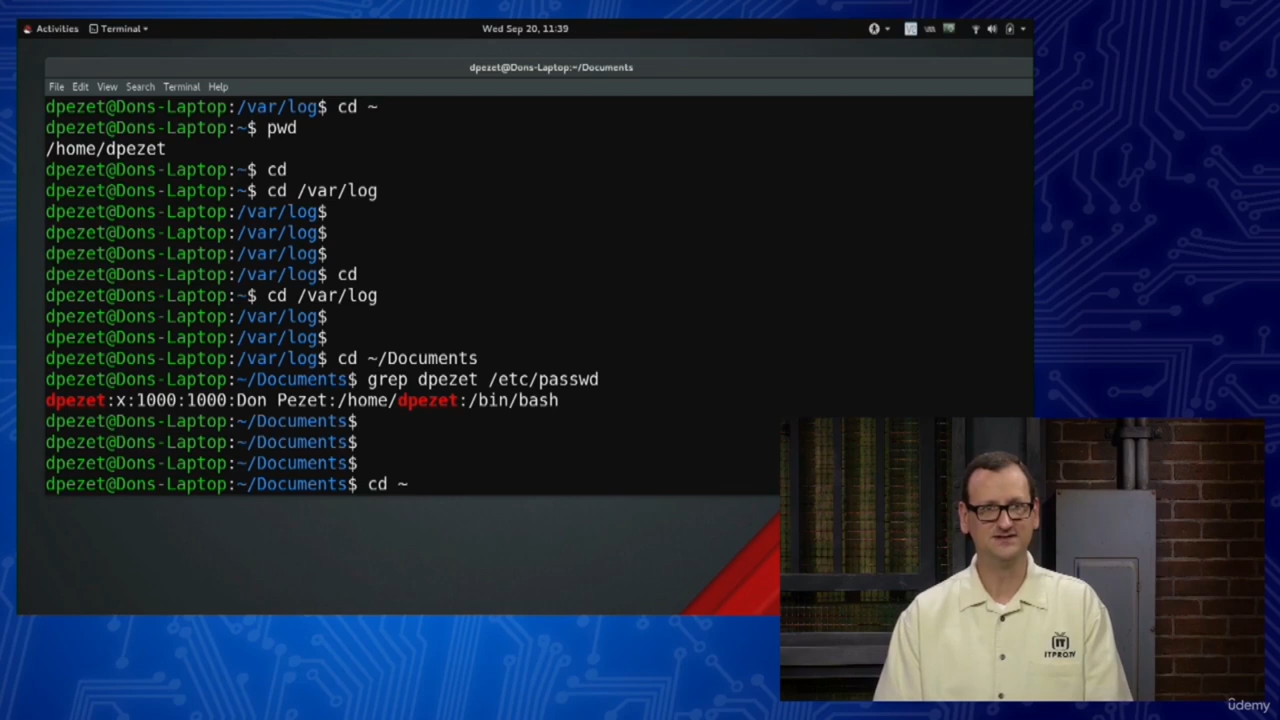 Activities Terminal Wed Sep 20, 11:39
dpezet@Dons-Laptop:~/Documents
File Edit View Search Terminal Help
dpezet@Dons-Laptop:/var/log$ cd ~
dpezet@Dons-Laptop:~$ pwd
/home/dpezet
dpezet@Dons-Laptop:~$ cd
dpezet@Dons-Laptop:~$ cd /var/log
dpezet@Dons-Laptop:/var/log$
dpezet@Dons-Laptop:/var/log$
dpezet@Dons-Laptop:/var/log$
dpezet@Dons-Laptop:/var/log$ cd
dpezet@Dons-Laptop:~$ cd /var/log
dpezet@Dons-Laptop:/var/log$
dpezet@Dons-Laptop:/var/log$
dpezet@Dons-Laptop:/var/log$ cd ~/Documents
dpezet@Dons-Laptop:~/Documents$ grep dpezet /etc/passwd
dpezet:x:1000:1000:Don Pezet:/home/dpezet:/bin/bash
dpezet@Dons-Laptop:~/Documents$
dpezet@Dons-Laptop:~/Documents$
dpezet@Dons-Laptop:~/Documents$
dpezet@Dons-Laptop:~/Documents$ cd ~
IT
ITPROTV
ûdemy